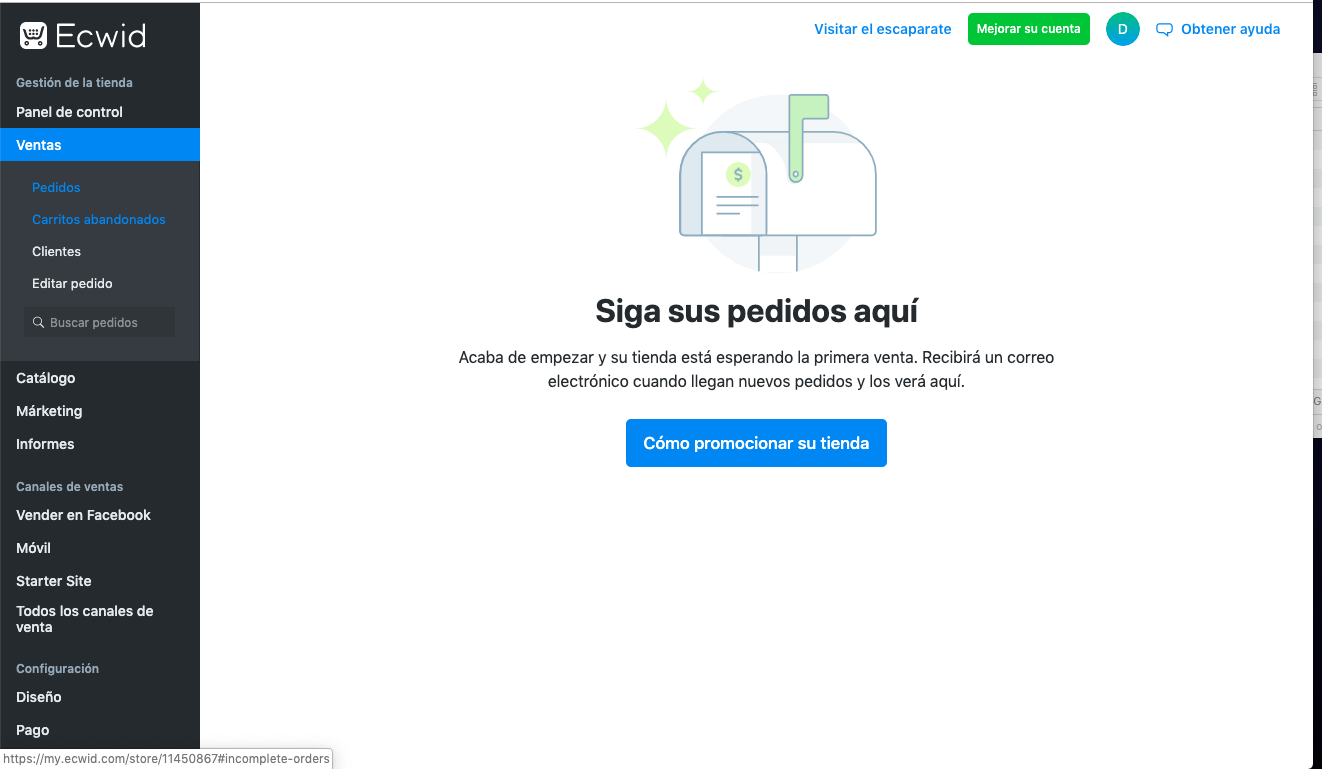 Ecwid
Gestión de la tienda
Panel de control
Ventas
Pedidos
Carritos abandonados
Clientes
Editar pedido
Buscar pedidos
Catálogo
Márketing
Informes
Canales de ventas
Vender en Facebook
Móvil
Starter Site
Todos los canales de
venta
Configuración
Diseño
Pago
https://my.ecwid.com/store/11450867#incomplete-orders
Visitar el escaparate
Mejorar su cuenta
D
Obtener ayuda
$
Siga sus pedidos aquí
Acaba de empezar y su tienda está esperando la primera venta. Recibirá un correo
electrónico cuando llegan nuevos pedidos y los verá aquí.
Cómo promocionar su tienda